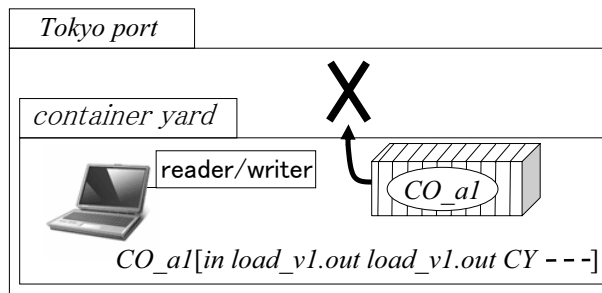 Tokyo port
container yard
reader/writer
CO_a1
CO_a1[in load_v1.out load_v1.out CY - - -]